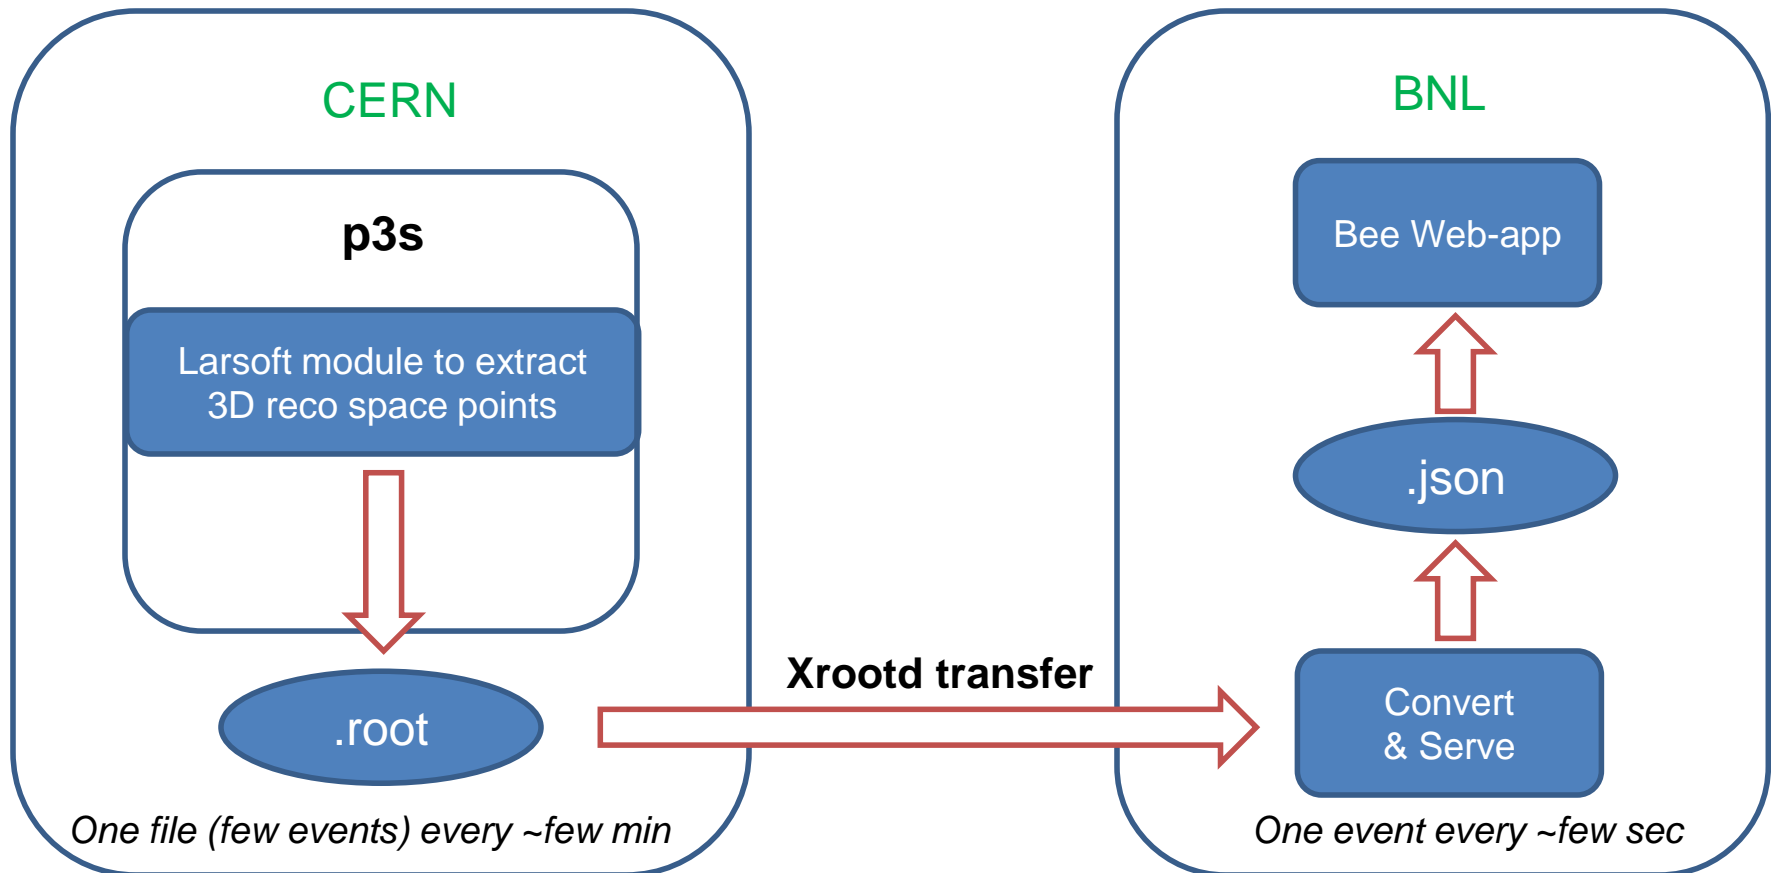 CERN
p3s
Larsoft module to extract
3D reco space points
.root
One file (few events) every ~few min
Xrootd transfer
BNL
Bee Web-app
.json
Convert
& Serve
One event every ~few sec